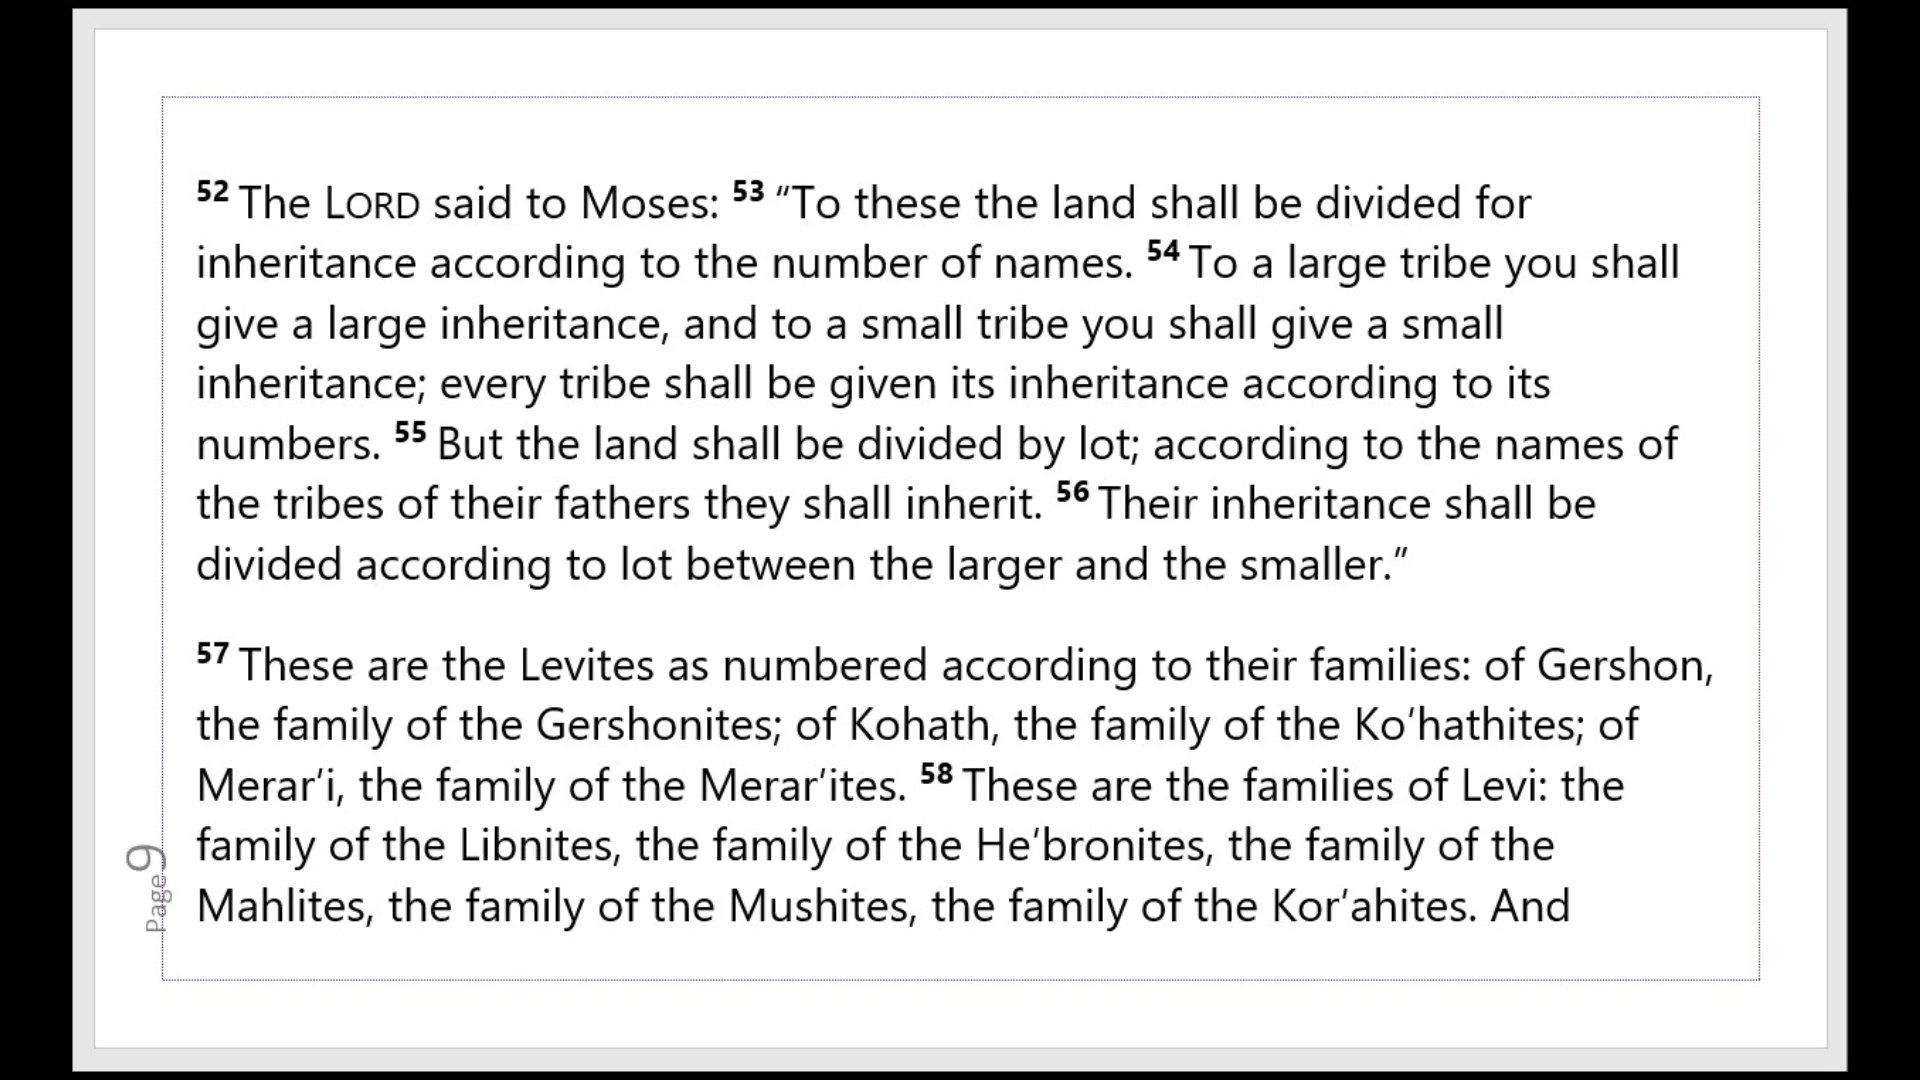 52 The LORD said to Moses: 53 “To these the land shall be divided for
inheritance according to the number of names. 54 To a large tribe you shall
give a large inheritance, and to a small tribe you shall give a small
inheritance; every tribe shall be given its inheritance according to its
numbers. 55 But the land shall be divided by lot; according to the names of
the tribes of their fathers they shall inherit. 56 Their inheritance shall be
divided according to lot between the larger and the smaller.”
57 These are the Levites as numbered according to their families: of Gershon,
the family of the Gershonites; of Kohath, the family of the Ko′hathites; of
Merar′i, the family of the Merar′ites. 58 These are the families of Levi: the
family of the Libnites, the family of the He′bronites, the family of the
Mahlites, the family of the Mushites, the family of the Kor′ahites. And
Page 9